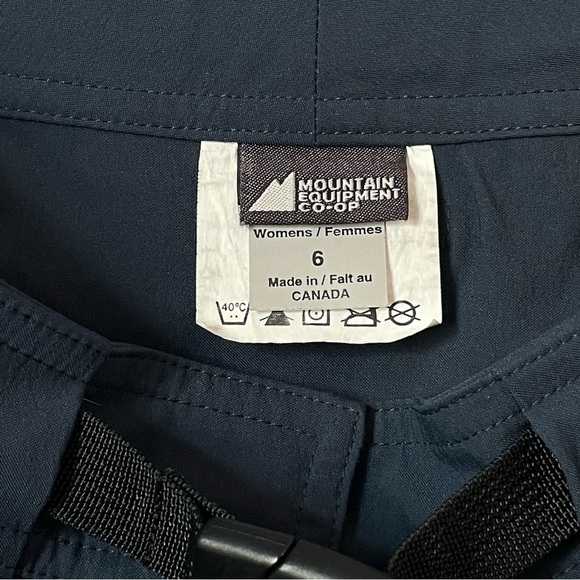 MOUNTAIN
EQUIPMENT
CO-OP
Womens / Femmes
6
Made in / Fait au
CANADA
40°C